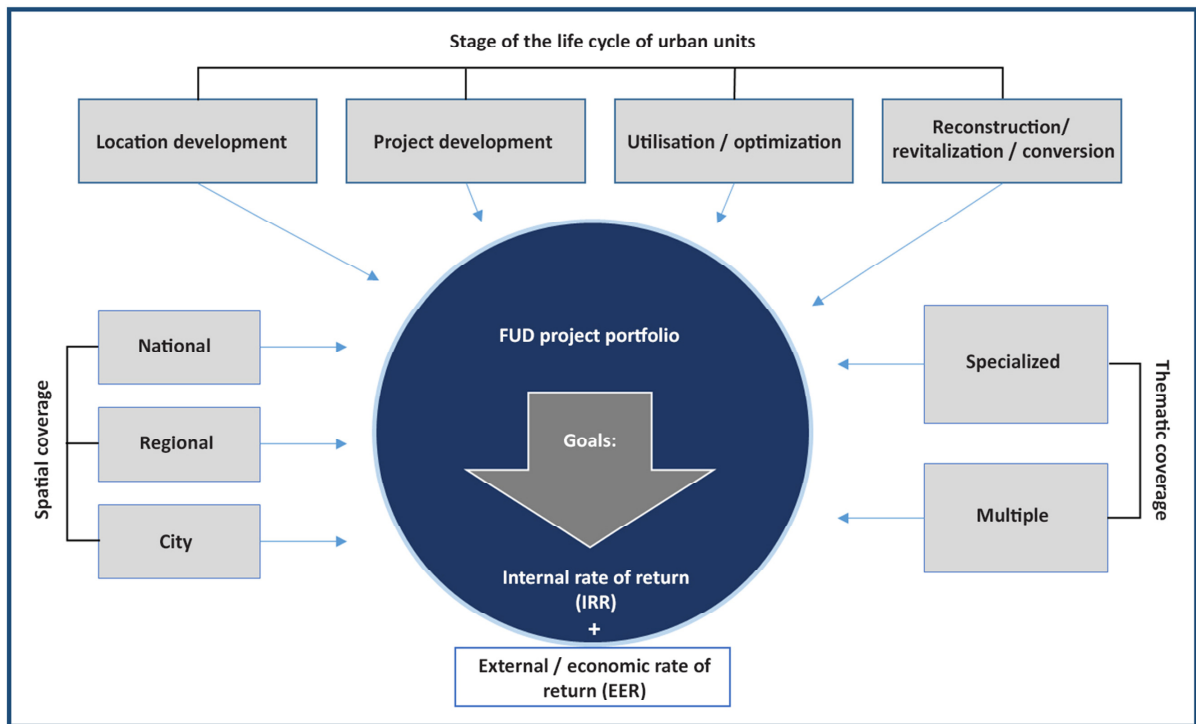 Stage of the life cycle of urban units
Location development
Project development
Utilisation / optimization
Reconstruction/
revitalization / conversion
Spatial coverage
National
Regional
City
FUD project portfolio
Goals:
Internal rate of return
(IRR)
+
External / economic rate of
return (EER)
Specialized
Multiple
Thematic coverage